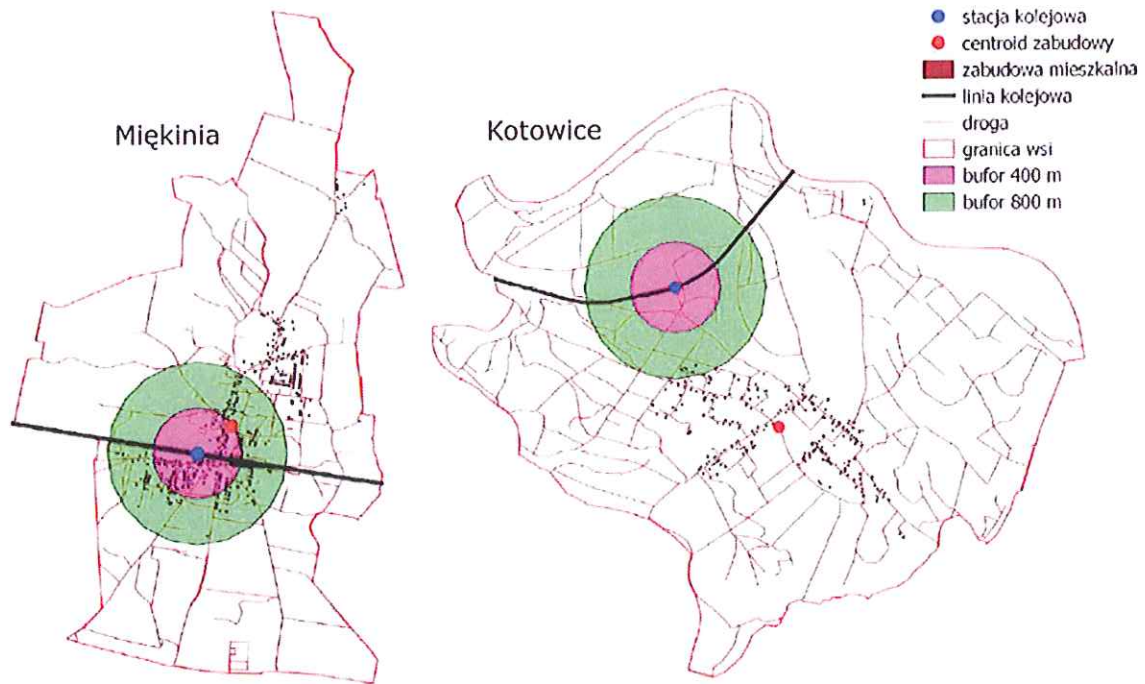 Miękinia
Kotowice
stacja kolejowa
centroid zabudowy
zabudowa mieszkalna
linia kolejowa
droga
granica wsi
bufor 400 m
bufor 800 m